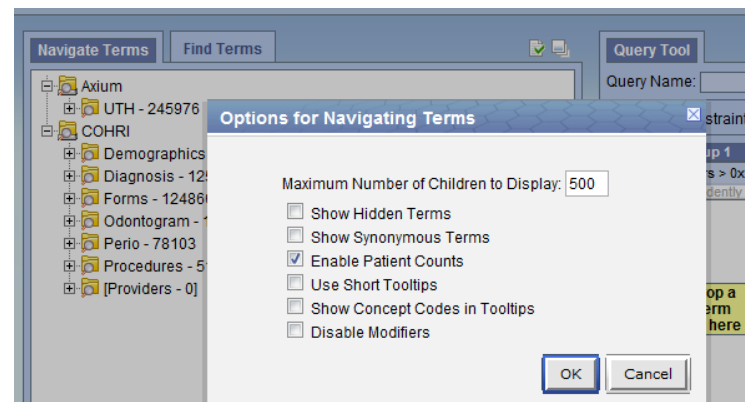 Navigate Terms
Find Terms
Query Tool
Query Name:
Axium
UTH - 245976
COHRI
Demographics
Diagnosis - 125
Forms - 12486
Odontogram - 1
Perio - 78103
Procedures - 5
[Providers - 0]
Options for Navigating Terms
Maximum Number of Children to Display: 500
Show Hidden Terms
Show Synonymous Terms
Enable Patient Counts
Use Short Tooltips
Show Concept Codes in Tooltips
Disable Modifiers
OK
Cancel
straint
up 1
s > 0x
dently
op a
erm
here